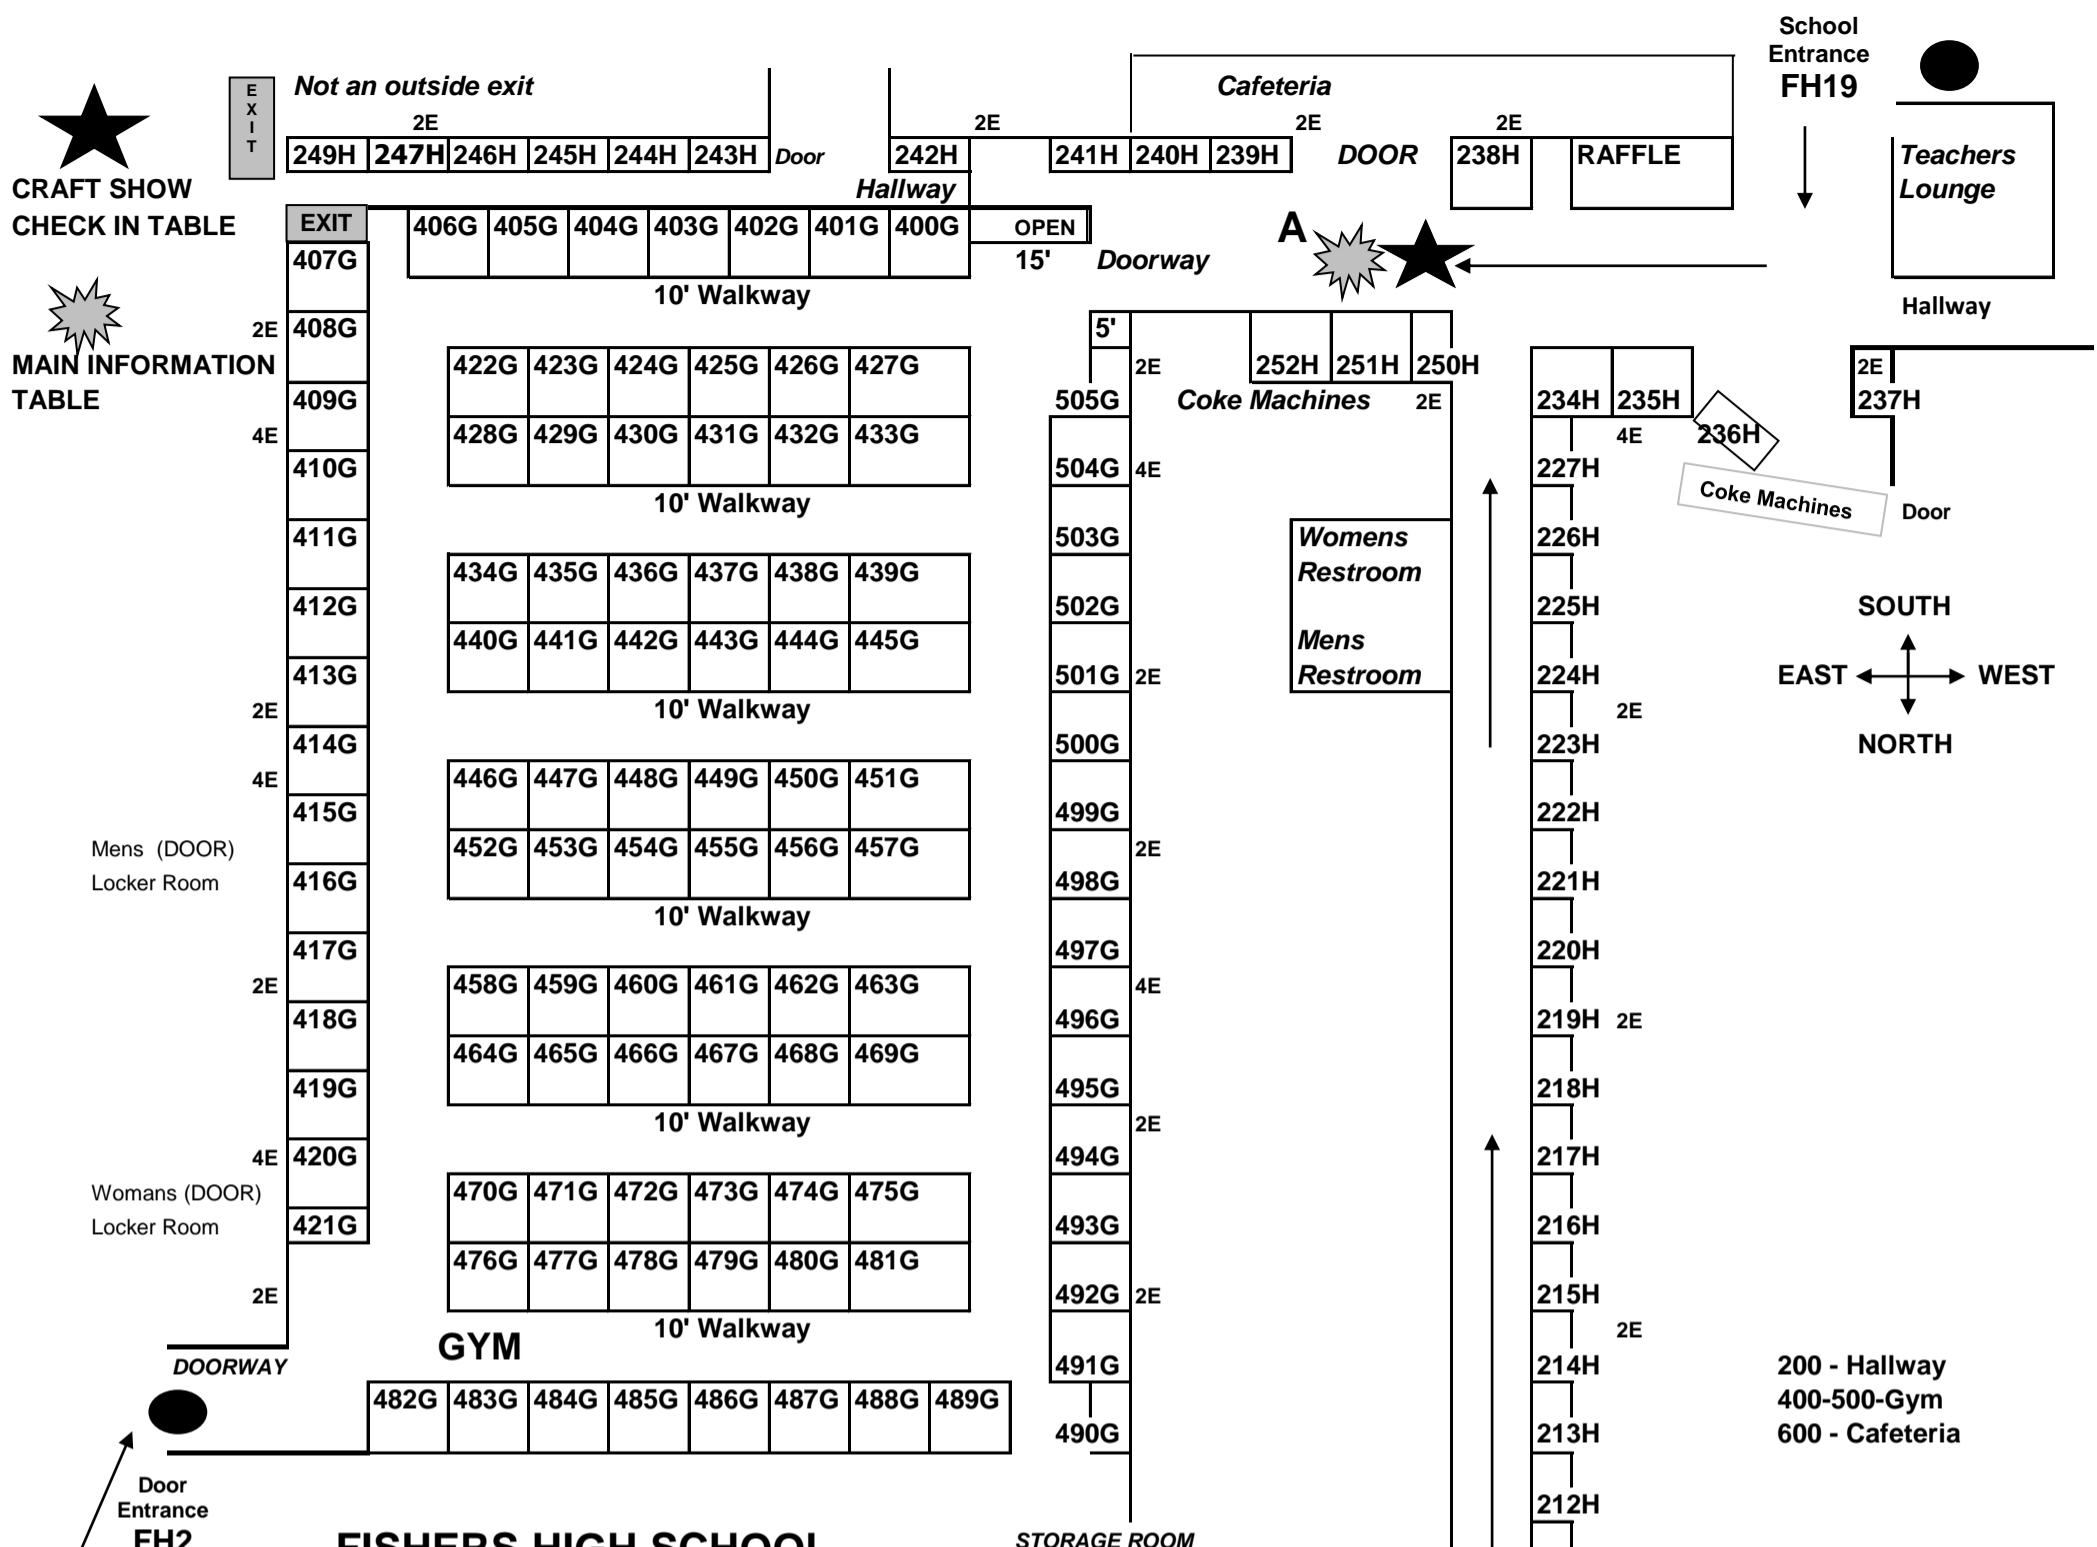 School
Entrance
FH19
E
X
I
T
Not an outside exit
Cafeteria
2E 2E 2E 2E
249H 247H 246H 245H 244H 243H Door 242H 241H 240H 239H DOOR 238H RAFFLE
Teachers
Lounge
CRAFT SHOW
CHECK IN TABLE
Hallway
EXIT 406G 405G 404G 403G 402G 401G 400G OPEN
A
407G 15' Doorway
10' Walkway
Hallway
MAIN INFORMATION
TABLE
2E 408G 5'
422G 423G 424G 425G 426G 427G 2E 252H 251H 250H 2E
409G 505G Coke Machines 2E 234H 235H 237H
4E 428G 429G 430G 431G 432G 433G 4E 236H
410G 504G 4E 227H
10' Walkway Coke Machines Door
411G 503G Womens 226H
434G 435G 436G 437G 438G 439G Restroom
412G 502G 225H SOUTH
440G 441G 442G 443G 444G 445G Mens
413G 501G 2E Restroom 224H EAST WEST
2E 10' Walkway 2E
414G 500G 223H NORTH
4E 446G 447G 448G 449G 450G 451G
415G 499G 222H
Mens (DOOR) 452G 453G 454G 455G 456G 457G 2E
Locker Room 416G 498G 221H
10' Walkway
417G 497G 220H
2E 458G 459G 460G 461G 462G 463G 4E
418G 496G 219H 2E
464G 465G 466G 467G 468G 469G
419G 495G 218H
10' Walkway 2E
4E 420G 494G 217H
Womans (DOOR) 470G 471G 472G 473G 474G 475G
Locker Room 421G 493G 216H
476G 477G 478G 479G 480G 481G
2E 492G 2E 215H
10' Walkway 2E
GYM
DOORWAY 491G 214H 200 - Hallway
482G 483G 484G 485G 486G 487G 488G 489G 400-500-Gym
490G 213H 600 - Cafeteria
Door
Entrance 212H
FH2 FISHERS HIGH SCHOOL STORAGE ROOM